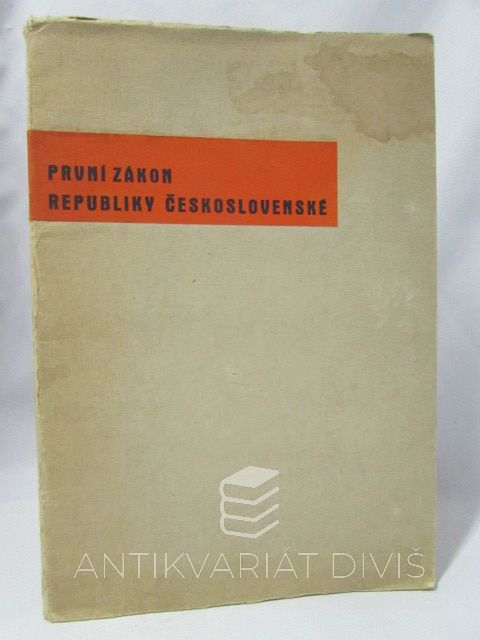 PRVNÍ ZÁKON
REPUBLIKY ČESKOSLOVENSKÉ
ANTIKVARIÁT DIVIŠ